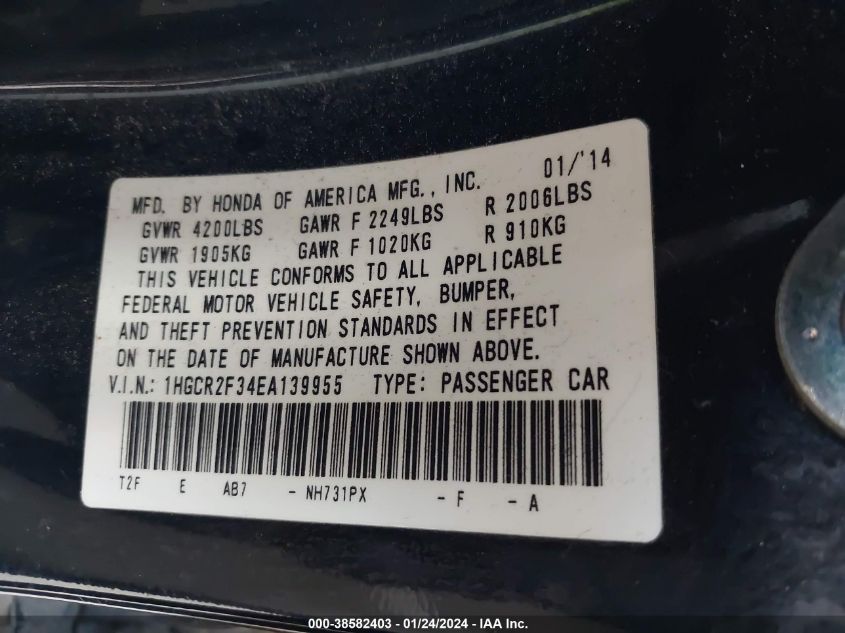 MFD. BY HONDA OF AMERICA MFG., INC. 01/'14
GVWR 4200LBS GAWR F 2249LBS R 2006LBS
GVWR 1905KG GAWR F 1020KG R 910KG
THIS VEHICLE CONFORMS TO ALL APPLICABLE
FEDERAL MOTOR VEHICLE SAFETY, BUMPER,
AND THEFT PREVENTION STANDARDS IN EFFECT
ON THE DATE OF MANUFACTURE SHOWN ABOVE.
V.I.N.: 1HGCR2F34EA139955 TYPE: PASSENGER CAR
T2F E AB7 - NH731PX - F - A
000-38582403 - 01/24/2024 - IAA Inc.